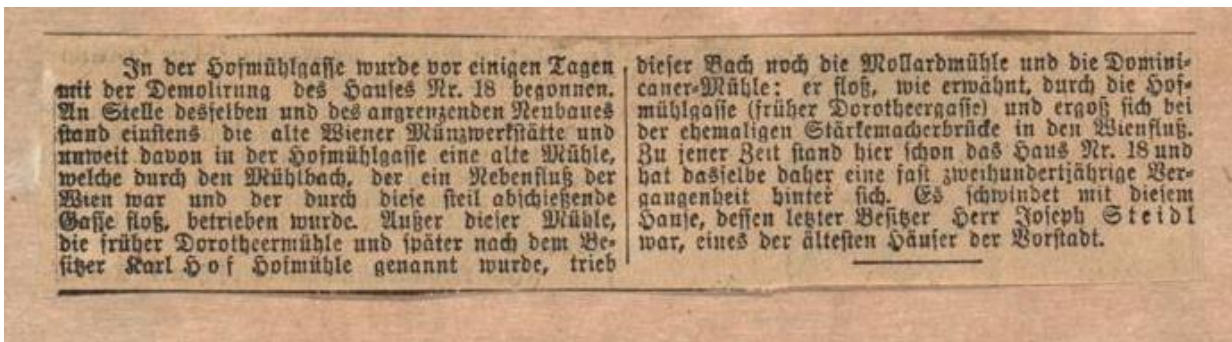 In der Hofmühlgasse wurde vor einigen Tagen
mit der Demolirung des Hauses Nr. 18 begonnen.
An Stelle desselben und des angrenzenden Neubaues
stand einstens die alte Wiener Münzwerkstätte und
unweit davon in der Hofmühlgasse eine alte Mühle,
welche durch den Mühlbach, der ein Nebenfluß der
Wien war und der durch diese steil abschießende
Gasse floß, betrieben wurde. Außer dieser Mühle,
die früher Dorotheermühle und später nach dem Be-
sitzer Karl Hof Hofmühle genannt wurde, trieb
dieser Bach noch die Mollardmühle und die Domini-
caner-Mühle: er floß, wie erwähnt, durch die Hof-
mühlgasse (früher Dorotheergasse) und ergoß sich bei
der ehemaligen Stärkemacherbrücke in den Wienfluß.
Zu jener Zeit stand hier schon das Haus Nr. 18 und
hat dasselbe daher eine fast zweihundertjährige Ver-
gangenheit hinter sich. Es schwindet mit diesem
Hause, dessen letzter Besitzer Herr Joseph Steidl
war, eines der ältesten Häuser der Vorstadt.